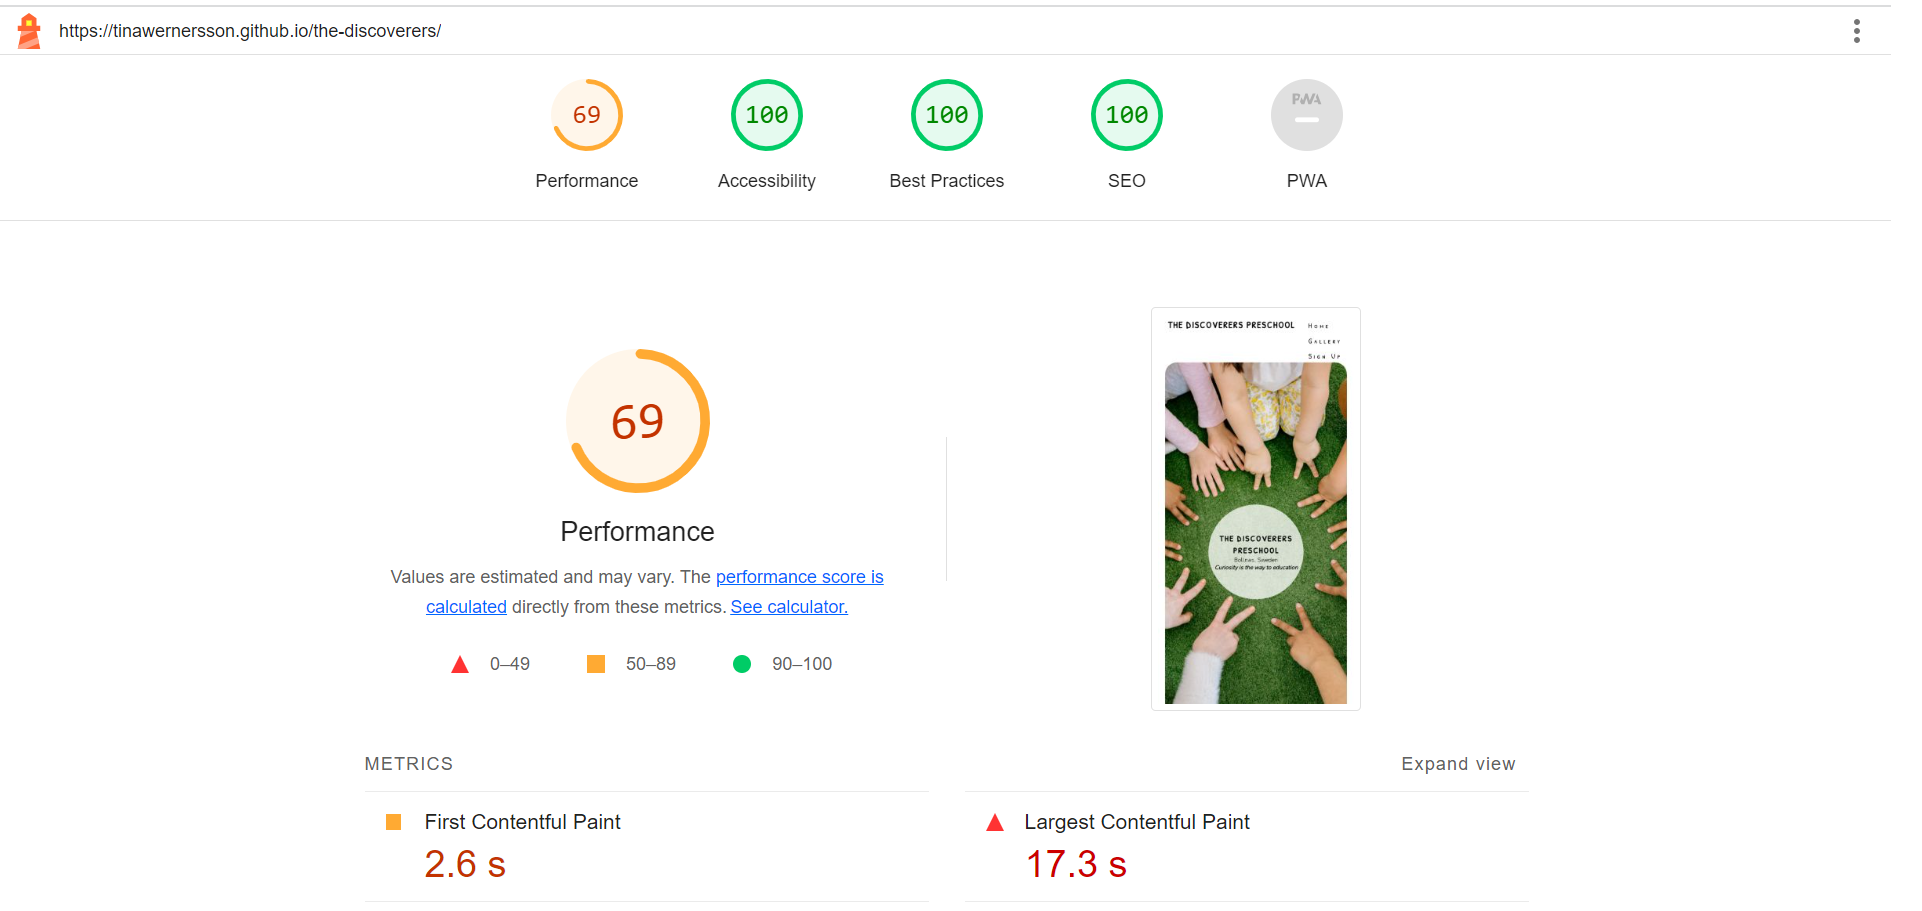 https://tinawernersson.github.io/the-discoverers/
69
100
100
100
PWA
Performance
Accessibility
Best Practices
SEO
PWA
69
Performance
Values are estimated and may vary. The performance score is
calculated directly from these metrics. See calculator.
0–49
50–89
90–100
THE DISCOVERERS PRESCHOOL
Home
Gallery
Sign Up
THE DISCOVERERS
PRESCHOOL
Sweden
Curiosity is the way to education
METRICS
Expand view
First Contentful Paint
2.6 s
Largest Contentful Paint
17.3 s